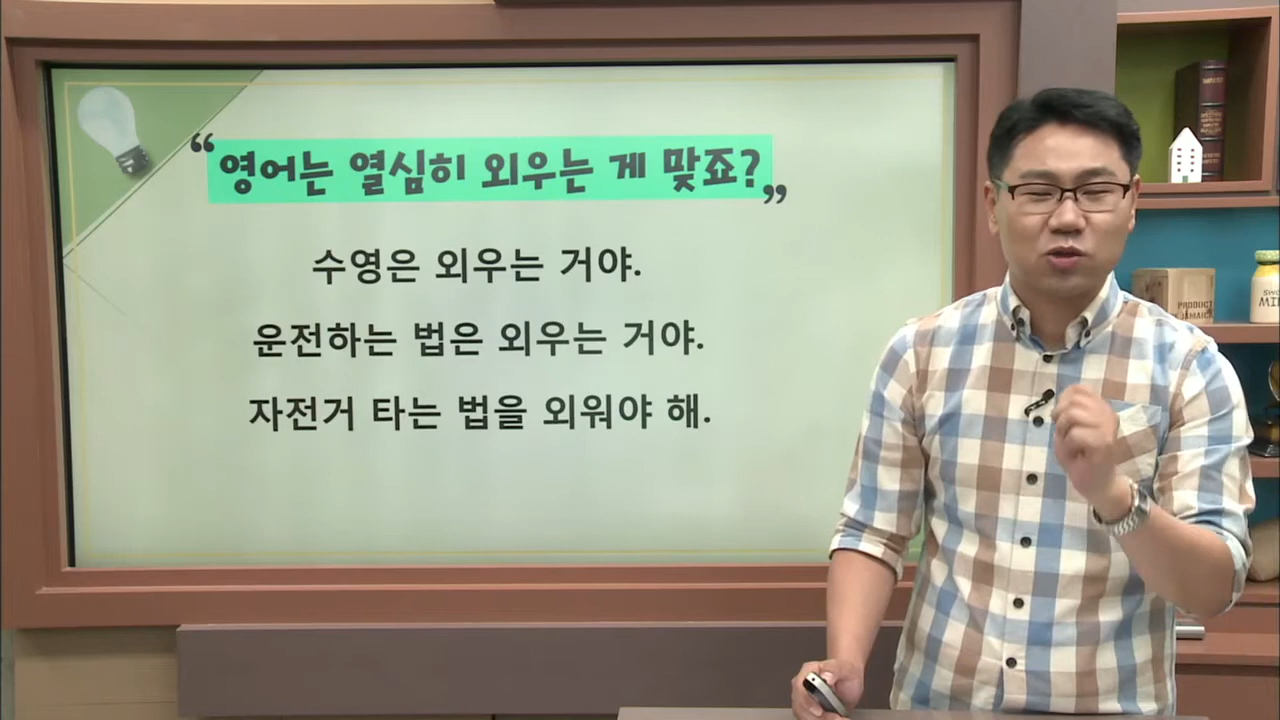 “영어는 열심히 외우는 게 맞죠?”
수영은 외우는 거야.
운전하는 법은 외우는 거야.
자전거 타는 법을 외워야 해.
PRODUCT
JAMAICA